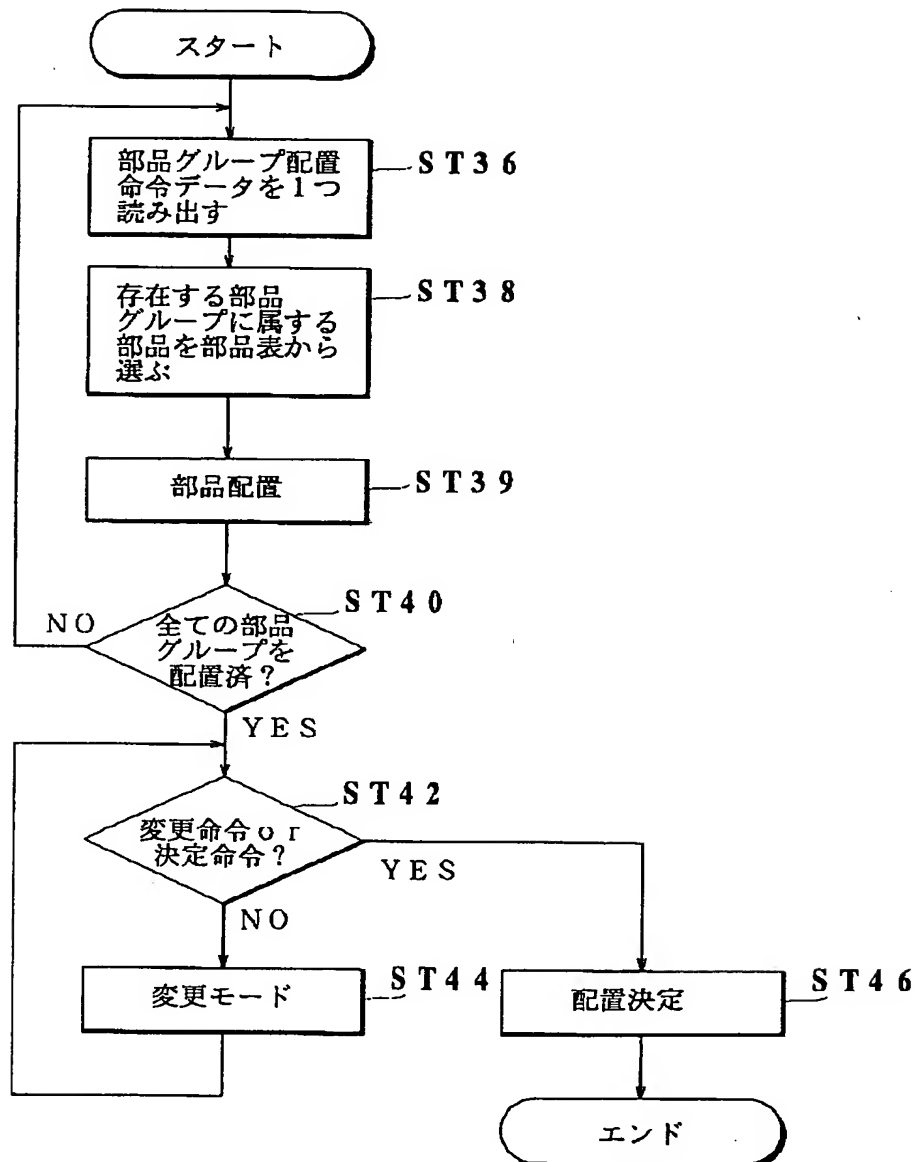 スタート
部品グループ配置
命令データを1つ
読み出す
ST36
存在する部品
グループに属する
部品を部品表から
選ぶ
ST38
部品配置
ST39
全ての部品
グループを
配置済?
ST40
NO
YES
変更命令or
決定命令?
ST42
YES
NO
変更モード
ST44
配置決定
ST46
エンド